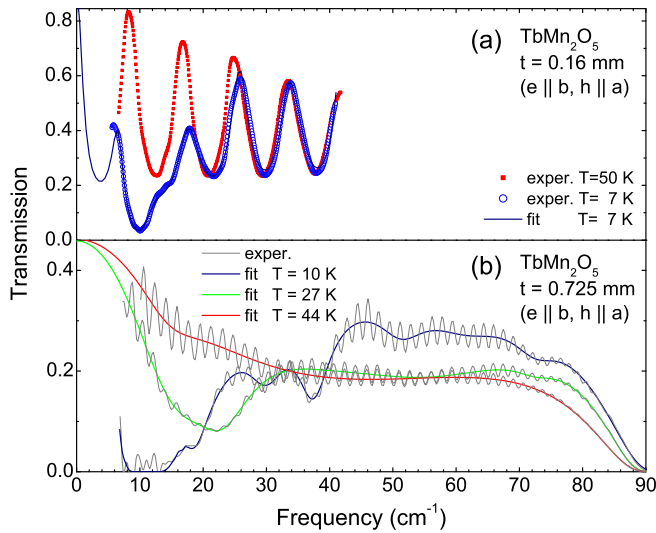 0.8
0.6
0.4
0.2
0.0
(a)
TbMn₂O₅
t = 0.16 mm
(e || b, h || a)
exper. T=50 K
exper. T= 7 K
fit T= 7 K
Transmission
0.4
0.2
0.0
exper.
fit T = 10 K
fit T = 27 K
fit T = 44 K
(b)
TbMn₂O₅
t = 0.725 mm
(e || b, h || a)
0 10 20 30 40 50 60 70 80 90
Frequency (cm⁻¹)